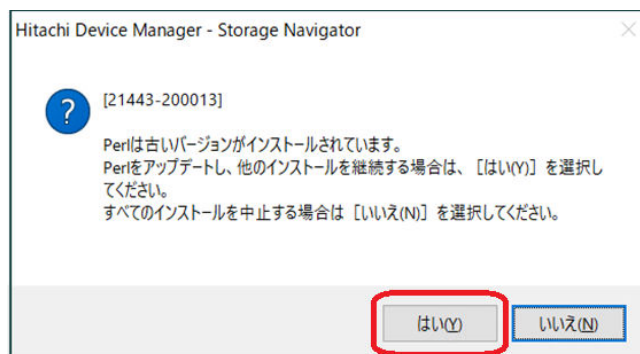 Hitachi Device Manager - Storage Navigator
[21443-200013]
Perlは古いバージョンがインストールされています。
Perlをアップデートし、他のインストールを継続する場合は、［はい(Y)］を選択し
てください。
すべてのインストールを中止する場合は［いいえ(N)］を選択してください。
はい(Y)
いいえ(N)